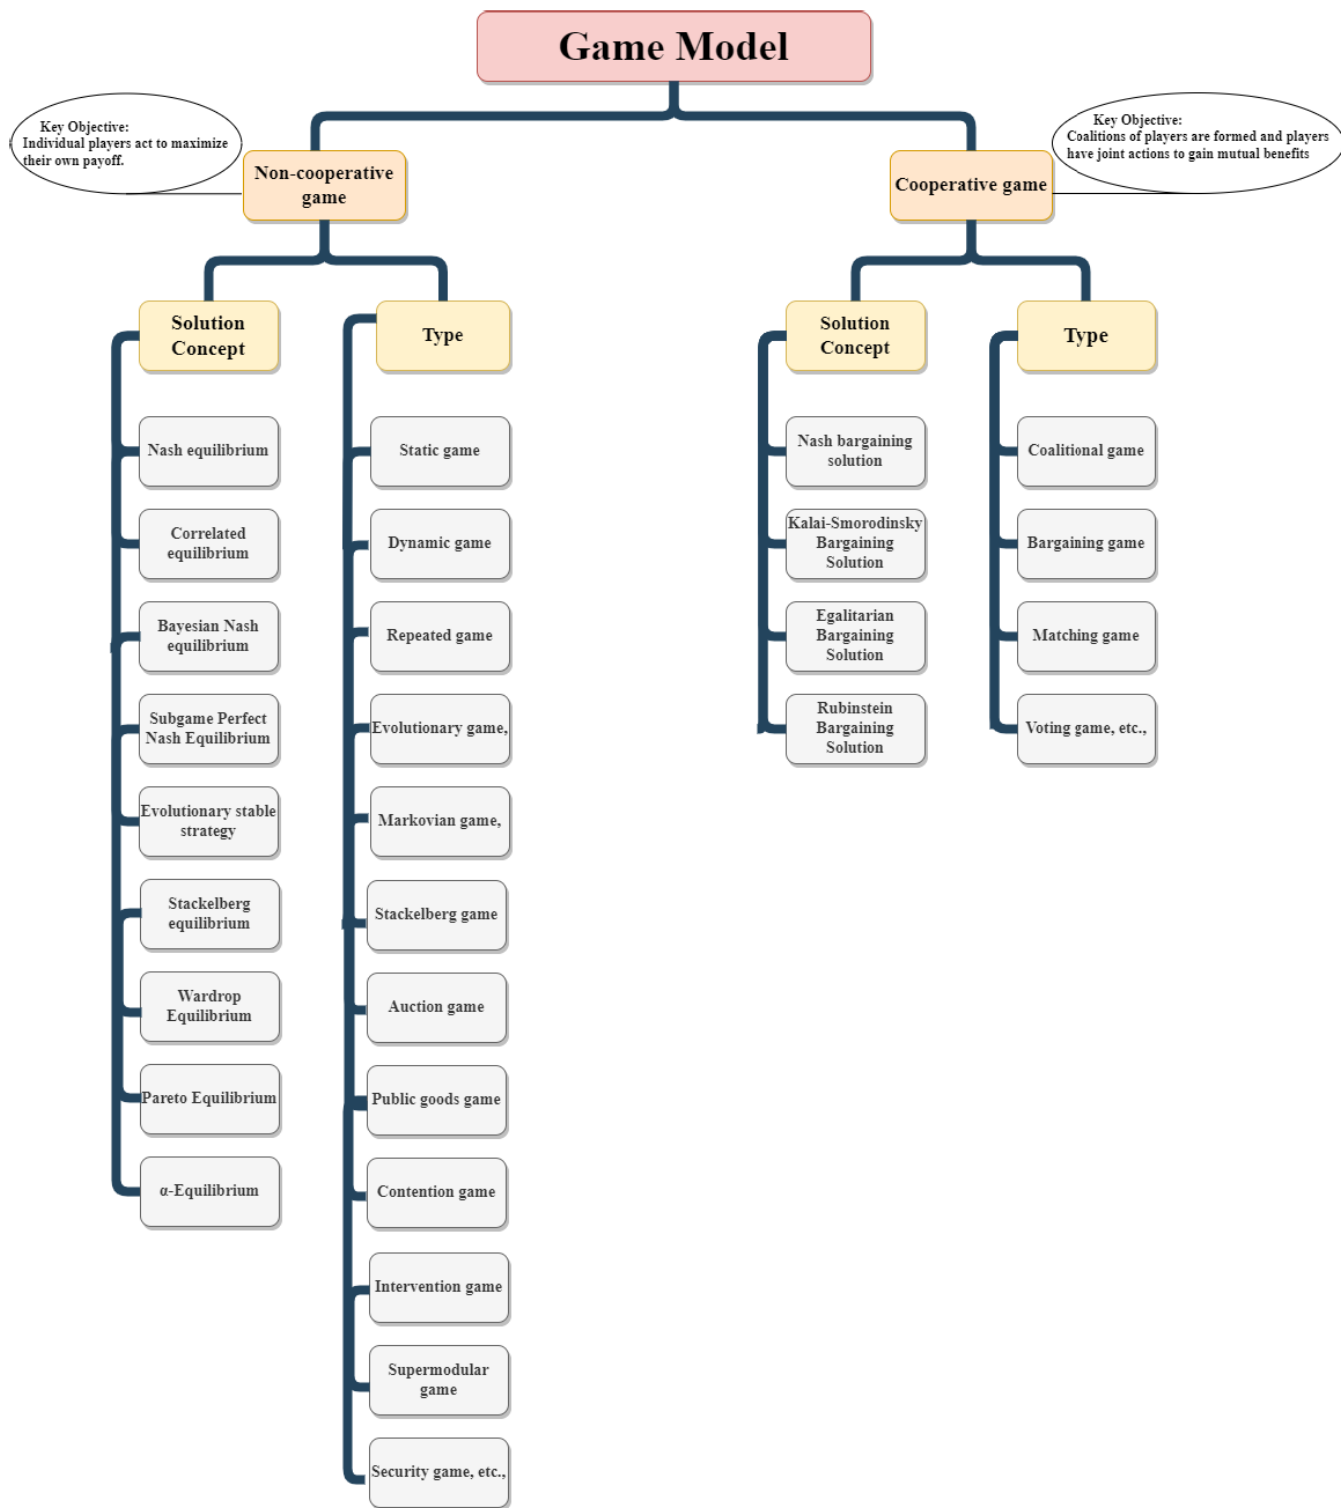 Game Model
Key Objective:
Individual players act to maximize
their own payoff.
Key Objective:
Coalitions of players are formed and players
have joint actions to gain mutual benefits
Non-cooperative
game
Cooperative game
Solution
Concept
Type
Solution
Concept
Type
Nash equilibrium
Correlated
equilibrium
Bayesian Nash
equilibrium
Subgame Perfect
Nash Equilibrium
Evolutionary stable
strategy
Stackelberg
equilibrium
Wardrop
Equilibrium
Pareto Equilibrium
α-Equilibrium
Static game
Dynamic game
Repeated game
Evolutionary game,
Markovian game,
Stackelberg game
Auction game
Public goods game
Contention game
Intervention game
Supermodular
game
Security game, etc.,
Nash bargaining
solution
Kalai-Smorodinsky
Bargaining
Solution
Egalitarian
Bargaining
Solution
Rubinstein
Bargaining
Solution
Coalitional game
Bargaining game
Matching game
Voting game, etc.,